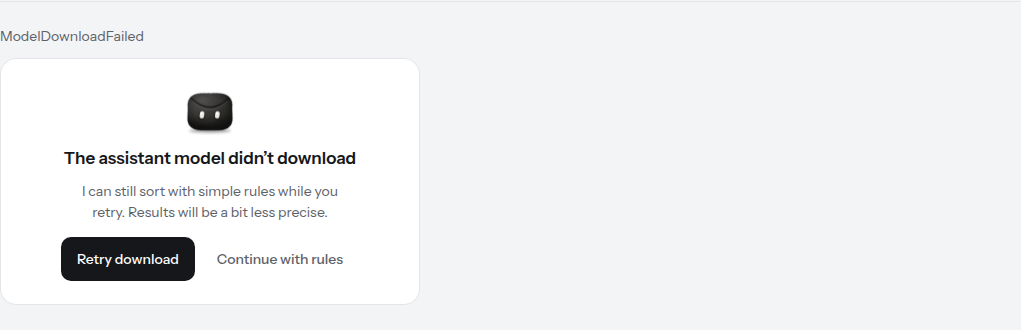 ModelDownloadFailed
The assistant model didn’t download
I can still sort with simple rules while you
retry. Results will be a bit less precise.
Retry download
Continue with rules